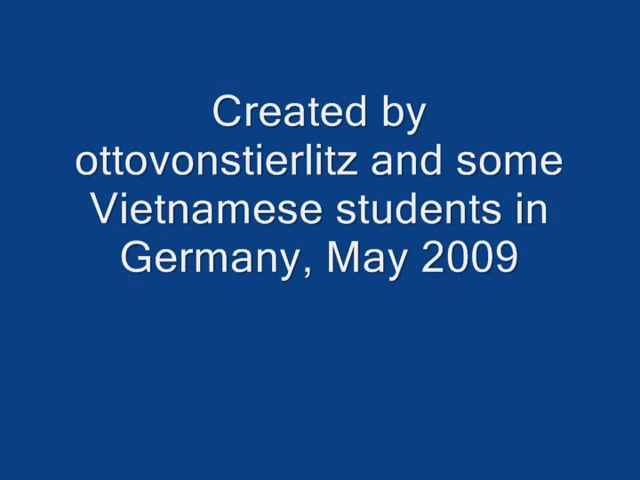 Created by
ottovonstierlitz and some
Vietnamese students in
Germany, May 2009